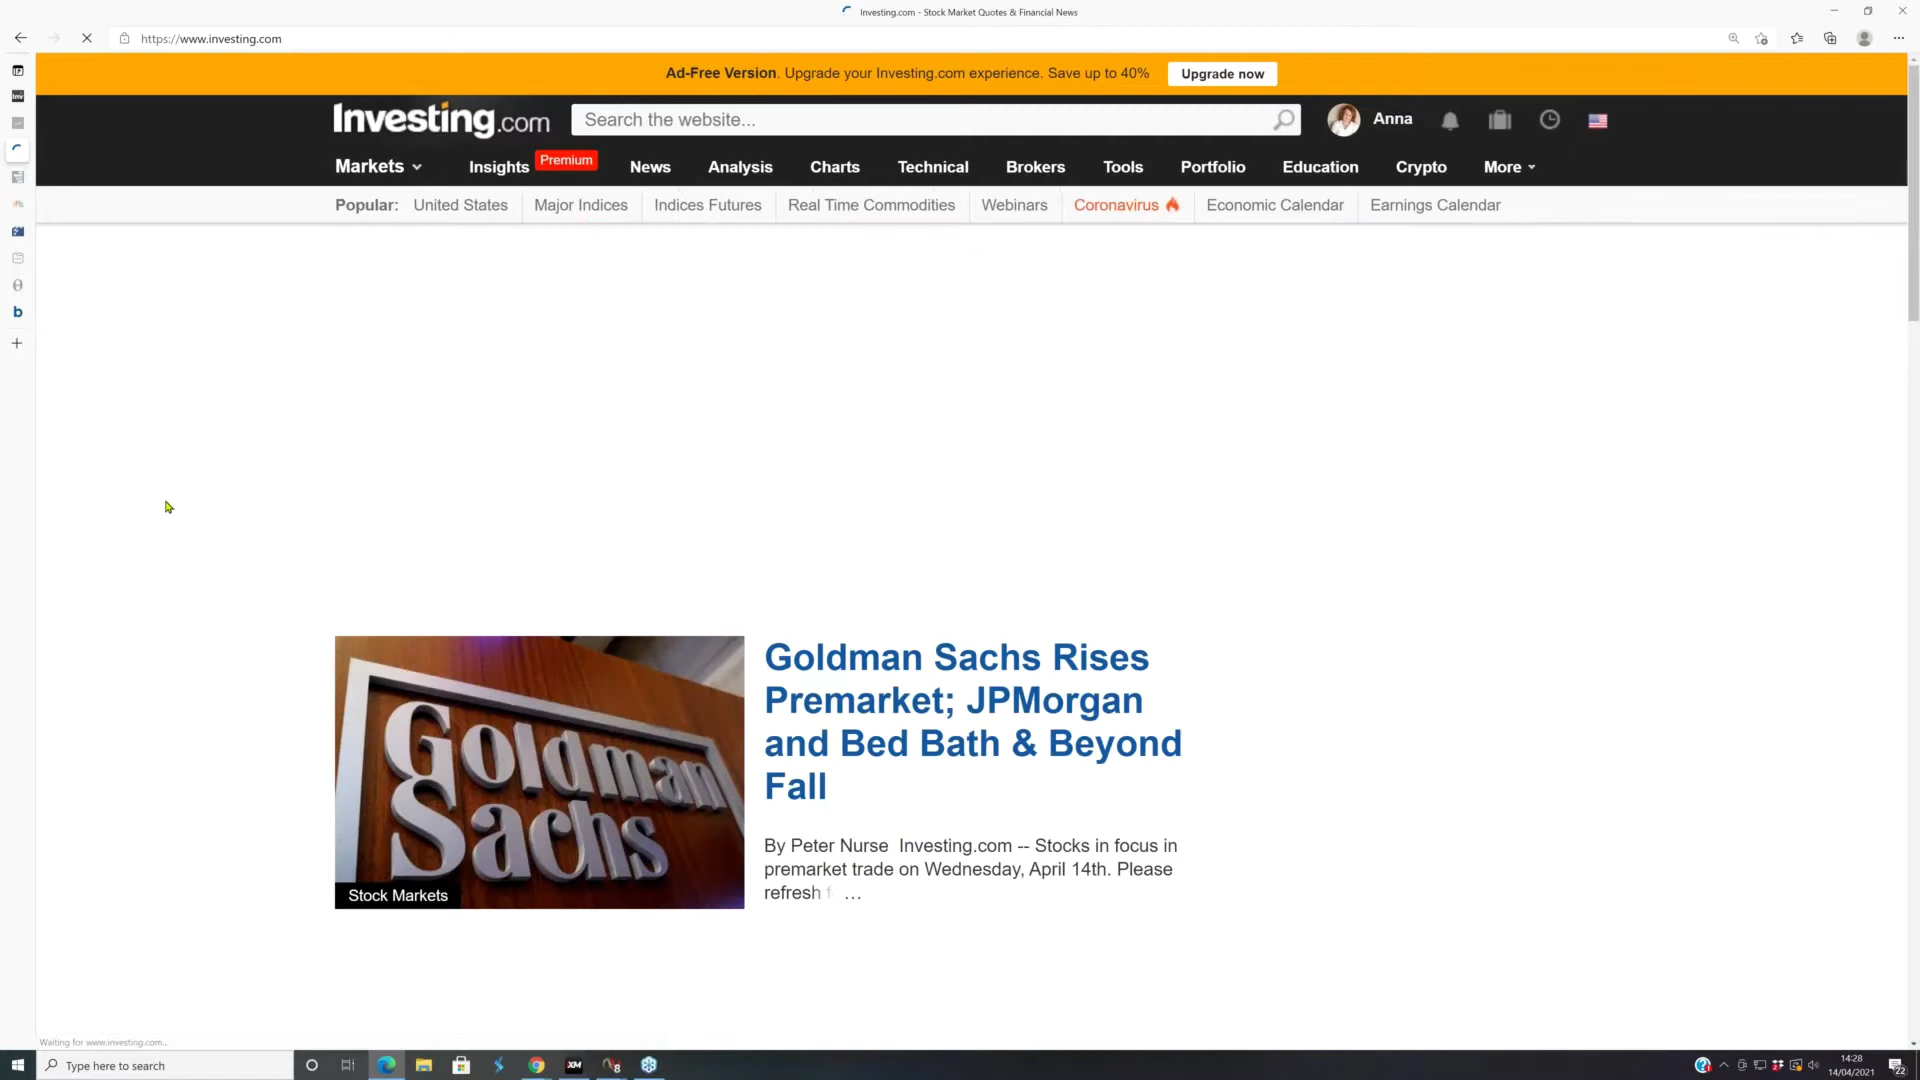 Investing.com - Stock Market Quotes & Financial News
https://www.investing.com
Ad-Free Version. Upgrade your Investing.com experience. Save up to 40% Upgrade now
Investing.com Search the website... Anna
Markets Insights Premium News Analysis Charts Technical Brokers Tools Portfolio Education Crypto More
Popular: United States Major Indices Indices Futures Real Time Commodities Webinars Coronavirus Economic Calendar Earnings Calendar
Inv
b
Goldman
Sachs
Stock Markets
Goldman Sachs Rises
Premarket; JPMorgan
and Bed Bath & Beyond
Fall
By Peter Nurse Investing.com -- Stocks in focus in
premarket trade on Wednesday, April 14th. Please
refresh f ...
Waiting for www.investing.com...
Type here to search
XM
8
14:28
14/04/2021
22